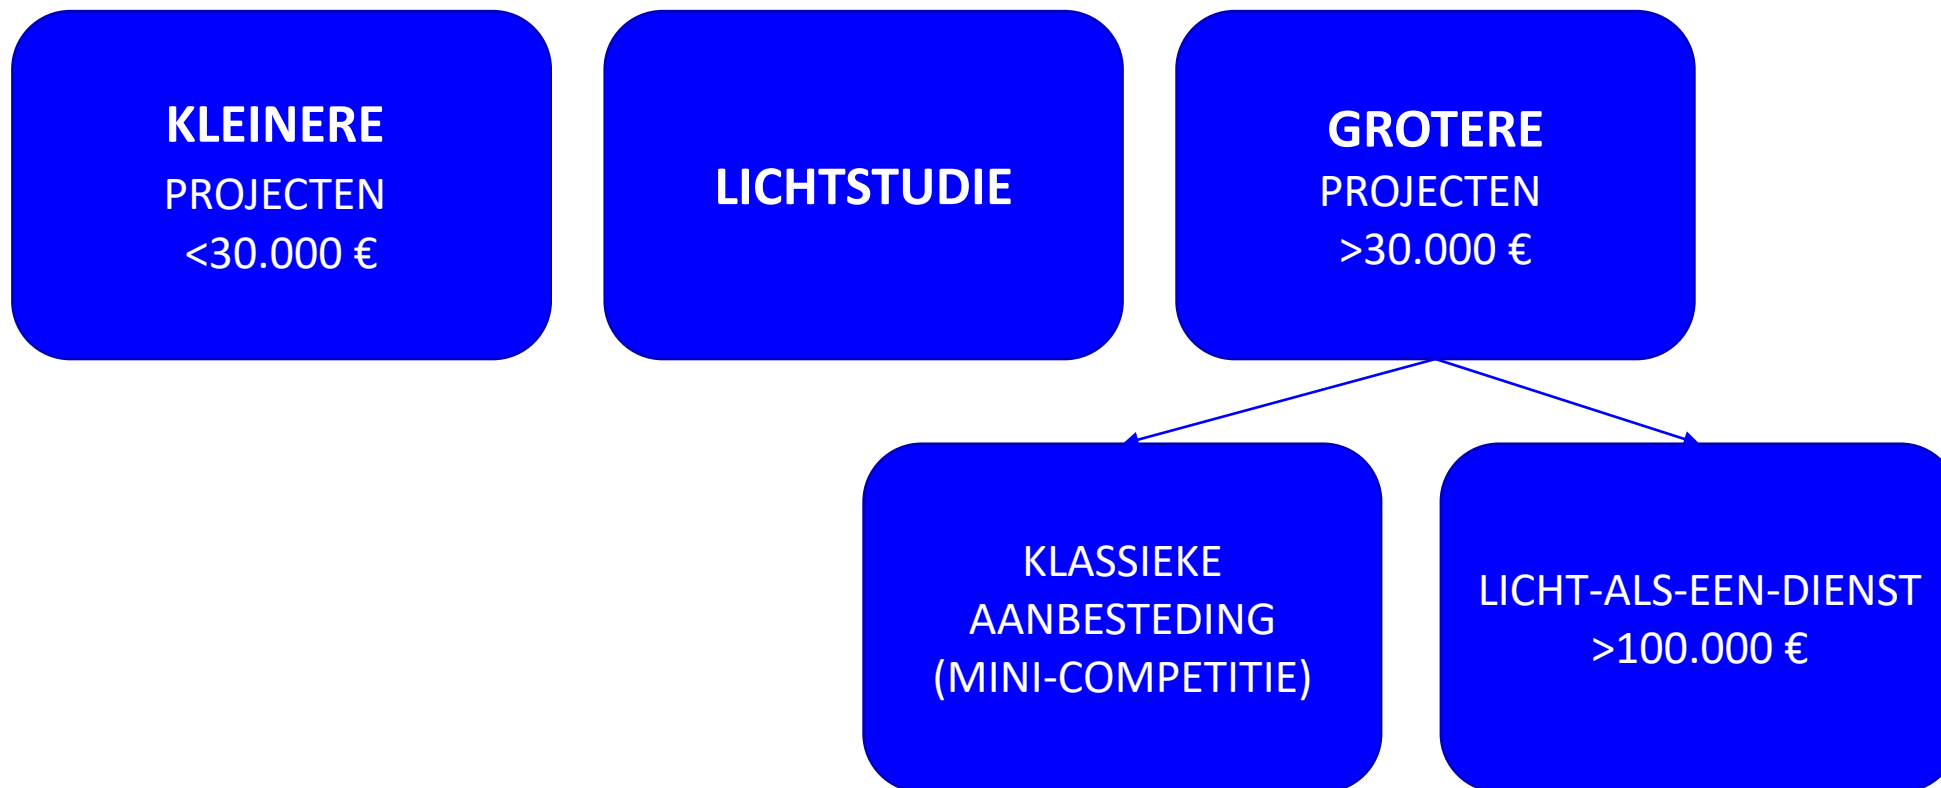 KLEINERE
PROJECTEN
<30.000 €
LICHTSTUDIE
GROTERE
PROJECTEN
>30.000 €
KLASSIEKE
AANBESTEDING
(MINI-COMPETITIE)
LICHT-ALS-EEN-DIENST
>100.000 €